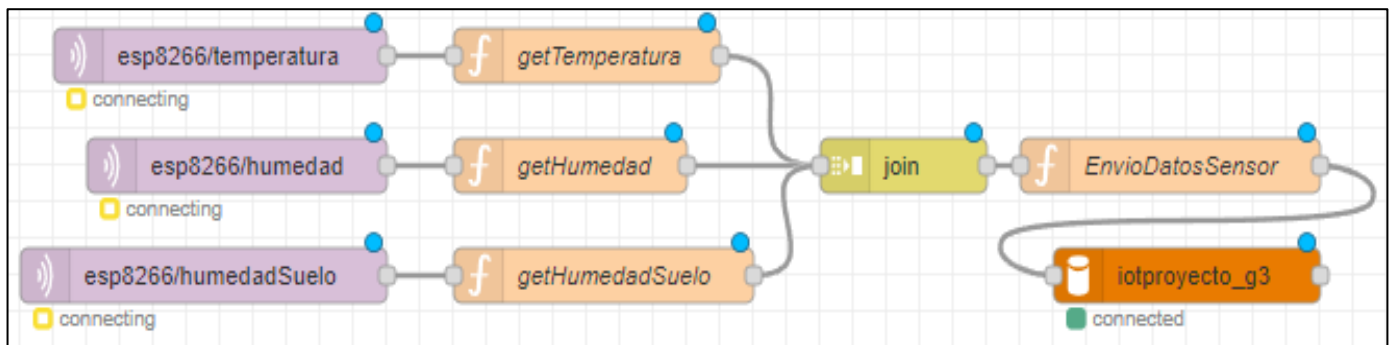 esp8266/temperatura
getTemperatura
connecting
esp8266/humedad
getHumedad
join
EnvioDatosSensor
connecting
esp8266/humedadSuelo
getHumedadSuelo
iotproyecto_g3
connecting
connected